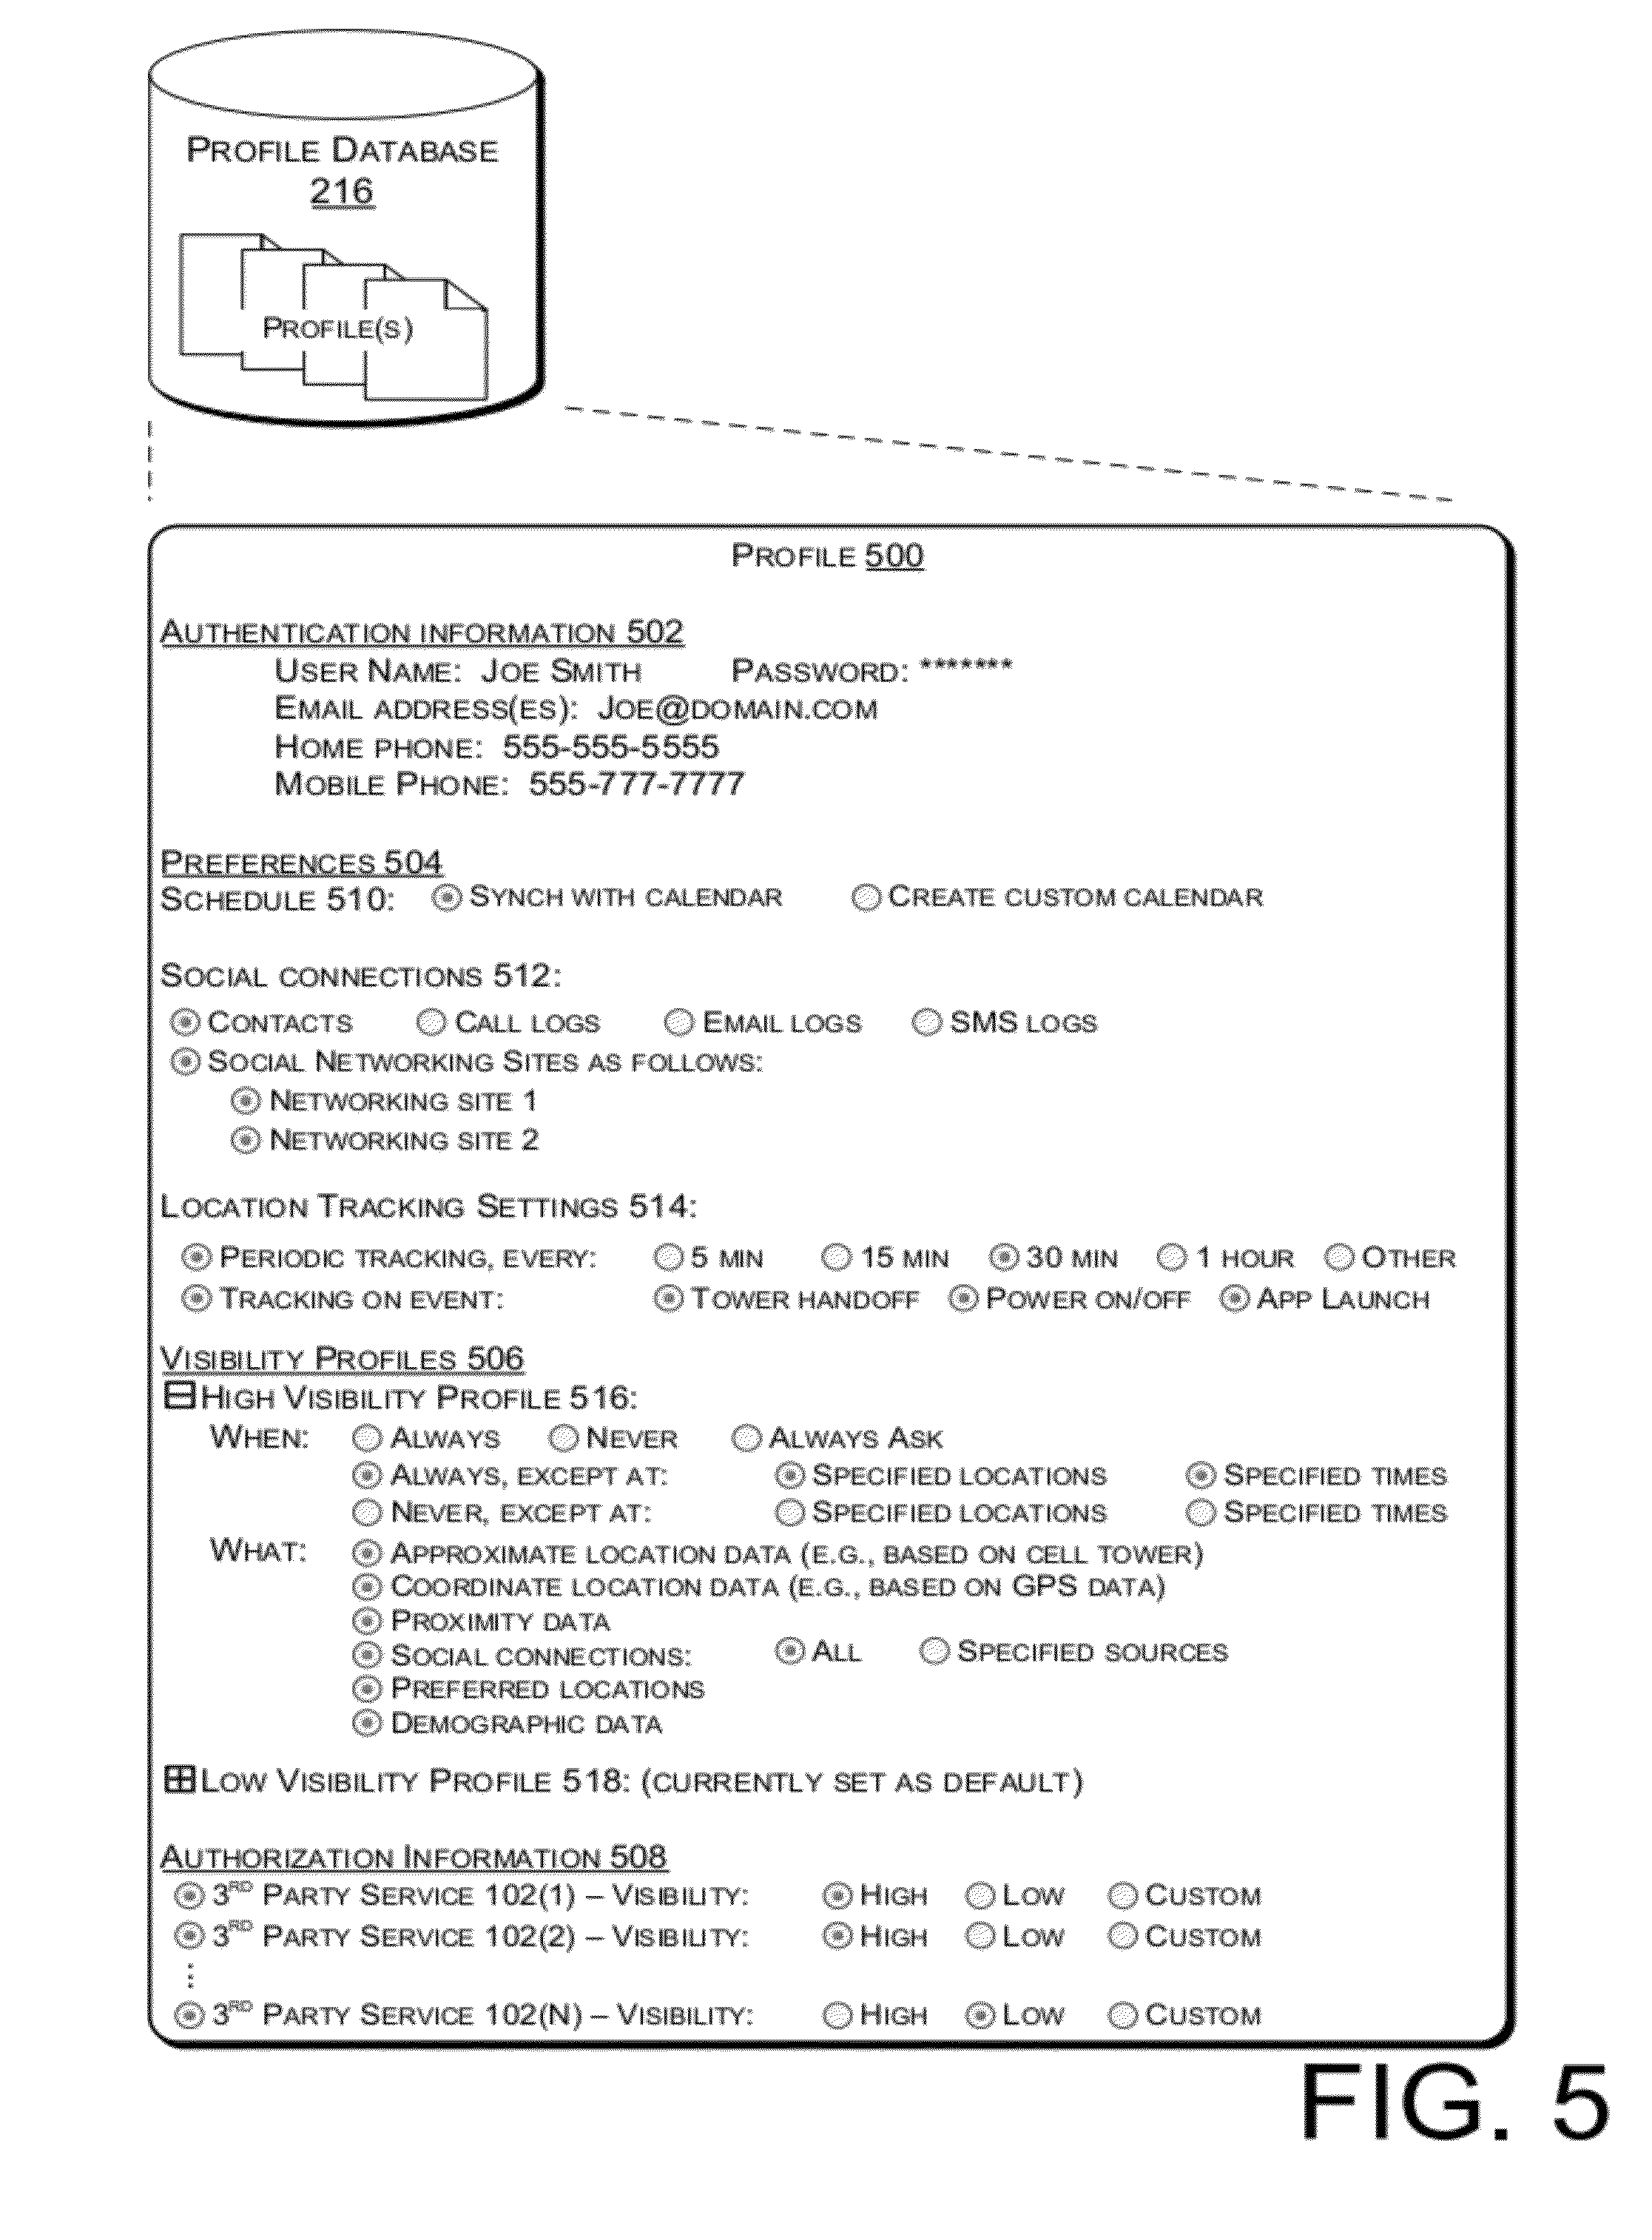 PROFILE DATABASE
216
PROFILE(S)
PROFILE 500
AUTHENTICATION INFORMATION 502
USER NAME: JOE SMITH PASSWORD: *******
EMAIL ADDRESS(ES): JOE@DOMAIN.COM
HOME PHONE: 555-555-5555
MOBILE PHONE: 555-777-7777
PREFERENCES 504
SCHEDULE 510: SYNCH WITH CALENDAR CREATE CUSTOM CALENDAR
SOCIAL CONNECTIONS 512:
CONTACTS CALL LOGS EMAIL LOGS SMS LOGS
SOCIAL NETWORKING SITES AS FOLLOWS:
NETWORKING SITE 1
NETWORKING SITE 2
LOCATION TRACKING SETTINGS 514:
PERIODIC TRACKING, EVERY: 5 MIN 15 MIN 30 MIN 1 HOUR OTHER
TRACKING ON EVENT: TOWER HANDOFF POWER ON/OFF APP LAUNCH
VISIBILITY PROFILES 506
HIGH VISIBILITY PROFILE 516:
WHEN: ALWAYS NEVER ALWAYS ASK
ALWAYS, EXCEPT AT: SPECIFIED LOCATIONS SPECIFIED TIMES
NEVER, EXCEPT AT: SPECIFIED LOCATIONS SPECIFIED TIMES
WHAT: APPROXIMATE LOCATION DATA (E.G., BASED ON CELL TOWER)
COORDINATE LOCATION DATA (E.G., BASED ON GPS DATA)
PROXIMITY DATA
SOCIAL CONNECTIONS: ALL SPECIFIED SOURCES
PREFERRED LOCATIONS
DEMOGRAPHIC DATA
LOW VISIBILITY PROFILE 518: (CURRENTLY SET AS DEFAULT)
AUTHORIZATION INFORMATION 508
3RD PARTY SERVICE 102(1) – VISIBILITY: HIGH LOW CUSTOM
3RD PARTY SERVICE 102(2) – VISIBILITY: HIGH LOW CUSTOM
⋮
3RD PARTY SERVICE 102(N) – VISIBILITY: HIGH LOW CUSTOM
FIG. 5